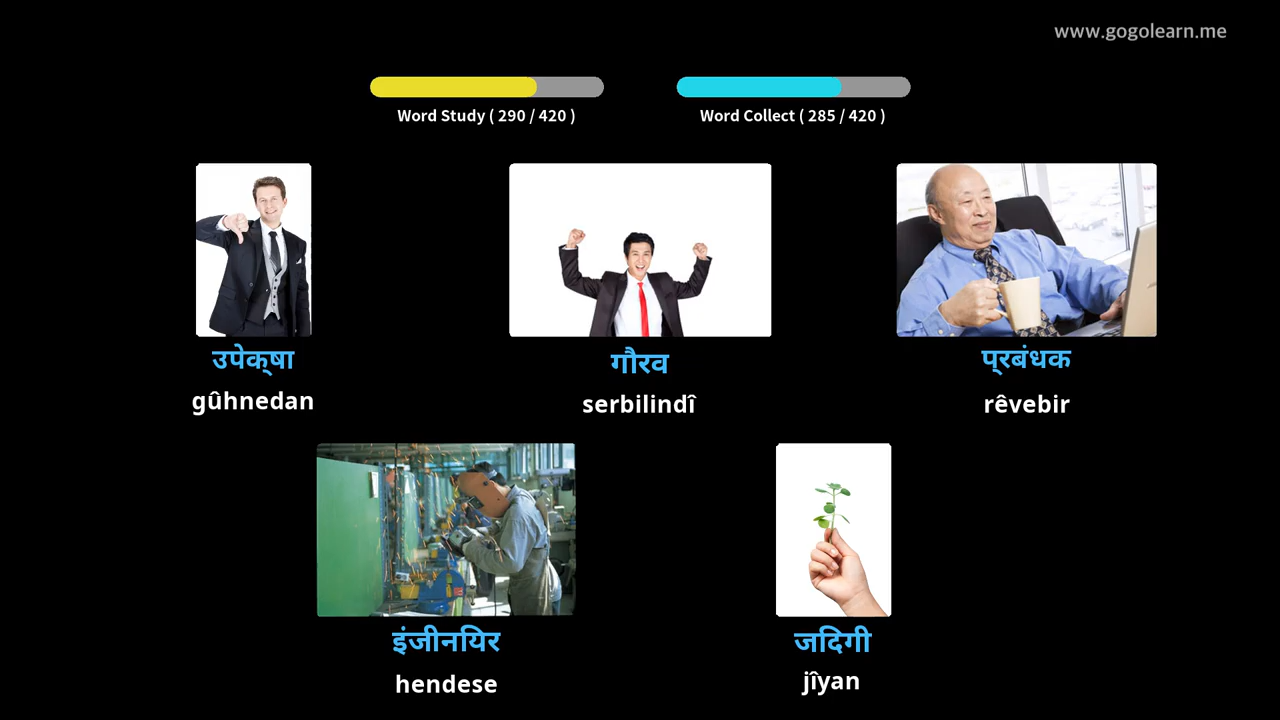 www.gogolearn.me
Word Study ( 290 / 420 )
Word Collect ( 285 / 420 )
उपेक्षा
गौरव
प्रबंधक
gûhnedan
serbilindî
rêvebir
इंजीनियर
जिंदगी
hendese
jîyan